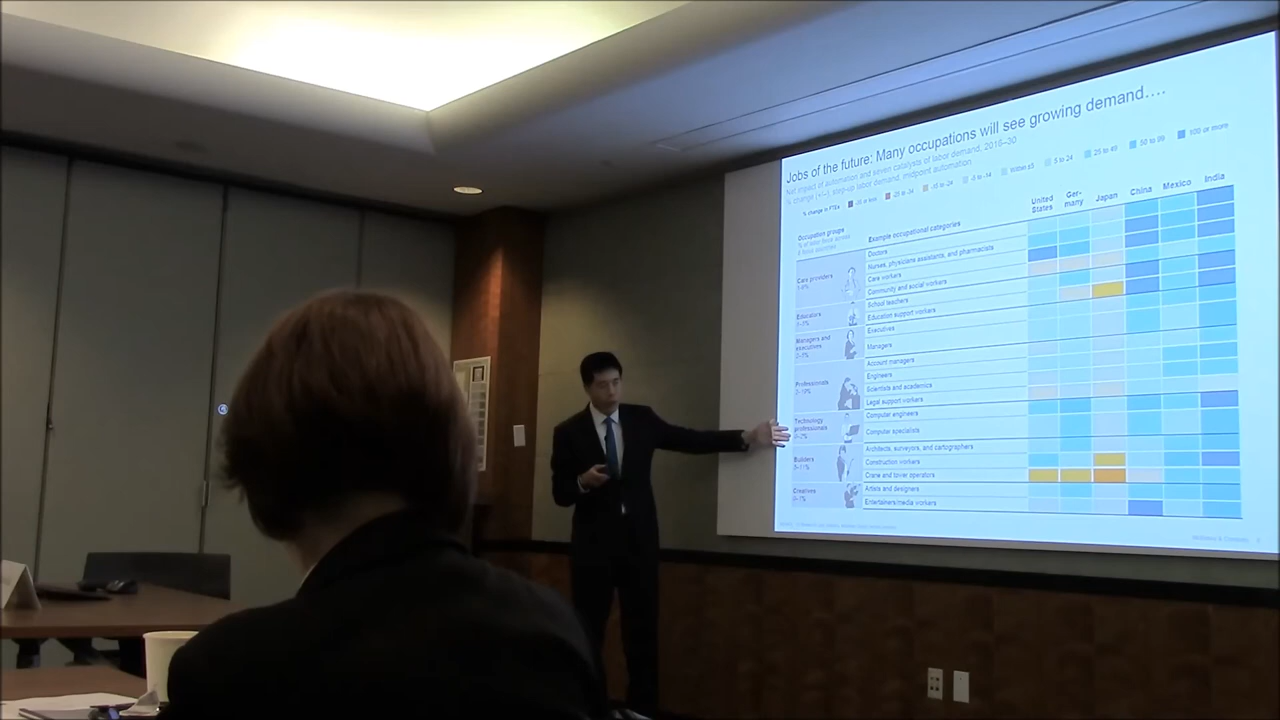 Jobs of the future: Many occupations will see growing demand….
Net impact of automation and seven catalysts of labor demand, 2016–30
% change (+/–), step-up labor demand, midpoint automation
% change in FTEs
Within ±5
5 to 24
25 to 49
50 to 99
100 or more
United States
Ger-many
Japan
China
Mexico
India
Occupation groups
Example occupational categories
Care providers
Doctors
Nurses, physicians assistants, and pharmacists
Care workers
Community and social workers
Educators
School teachers
Education support workers
Managers and executives
Executives
Managers
Professionals
Account managers
Engineers
Scientists and academics
Legal support workers
Technology professionals
Computer engineers
Computer specialists
Builders
Architects, surveyors, and cartographers
Construction workers
Crane and tower operators
Creatives
Artists and designers
Entertainers/media workers
McKinsey & Company